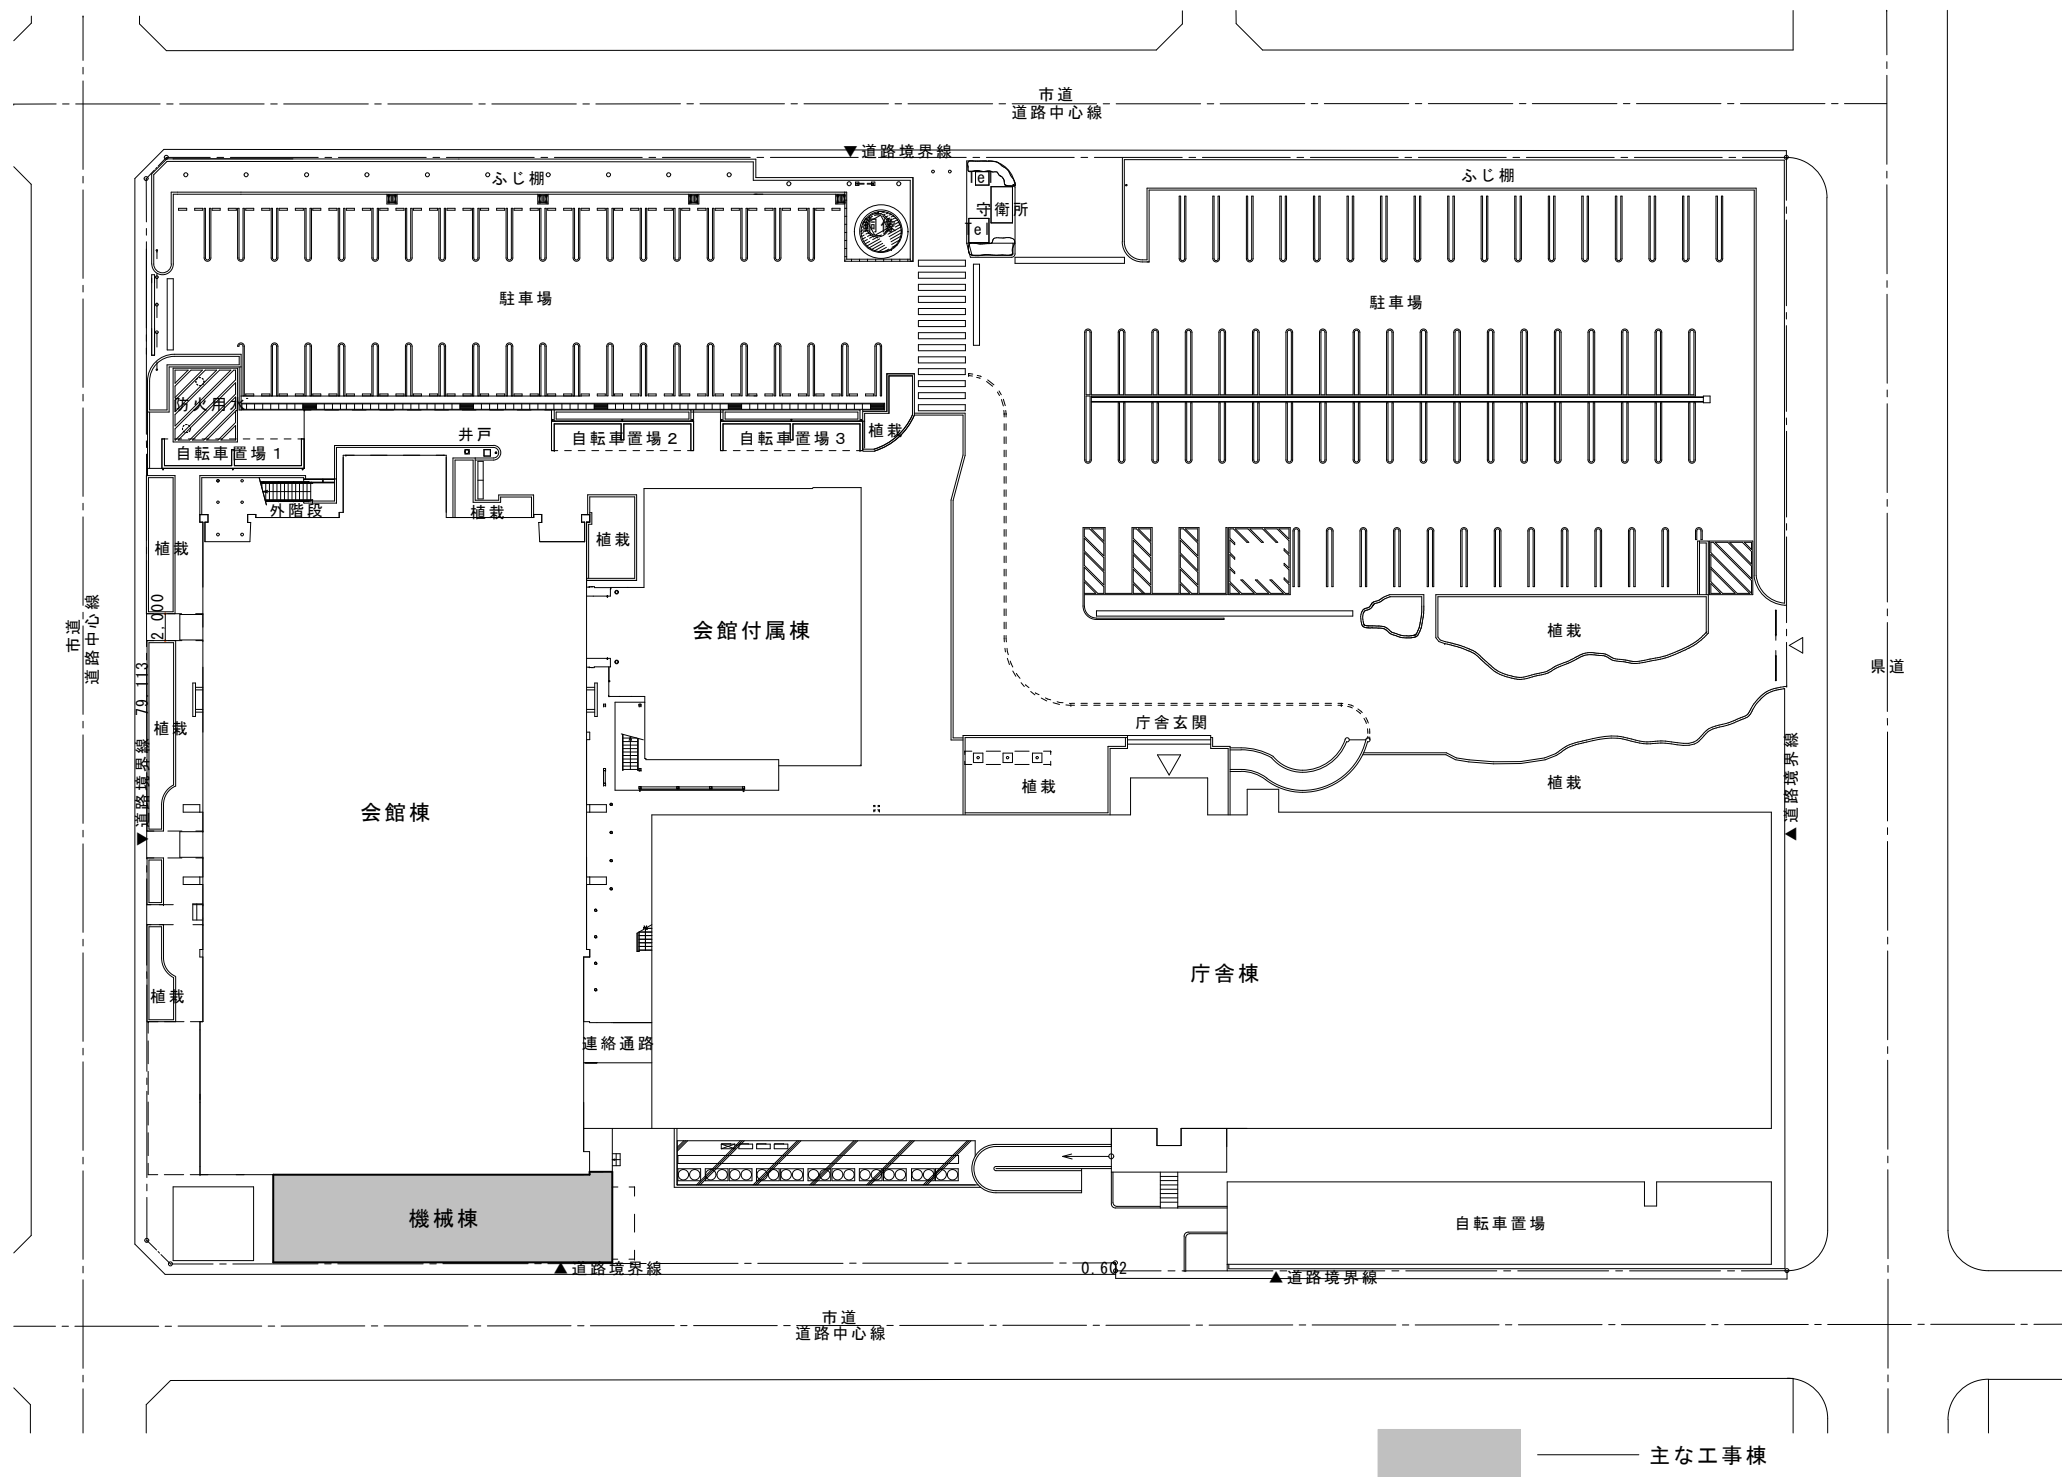 市道
道路中心線
▼道路境界線
ふじ棚
ふじ棚
守衛所
駐車場
駐車場
防火用水
自転車置場1
井戸
自転車置場2
自転車置場3
植栽
外階段
植栽
植栽
植栽
2.000
市道
道路中心線
会館付属棟
植栽
県道
79.113
▼道路境界線
植栽
庁舎玄関
植栽
植栽
▲道路境界線
会館棟
庁舎棟
植栽
連絡通路
機械棟
自転車置場
▲道路境界線
0.602
▲道路境界線
市道
道路中心線
主な工事棟